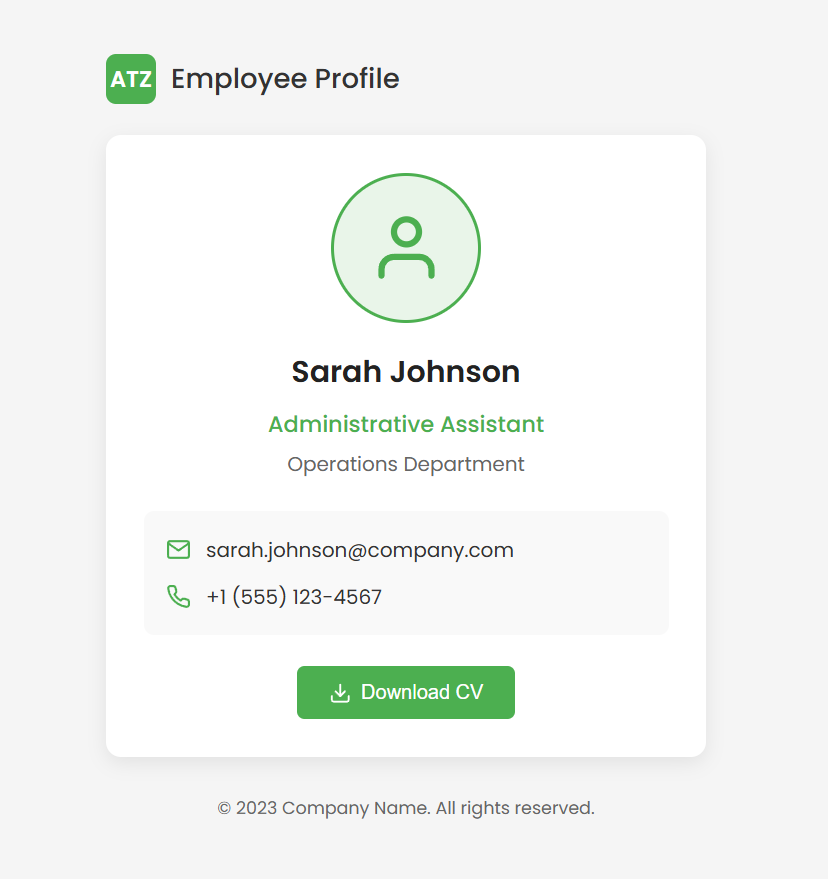 ATZ Employee Profile
Sarah Johnson
Administrative Assistant
Operations Department
sarah.johnson@company.com
+1 (555) 123-4567
Download CV
© 2023 Company Name. All rights reserved.